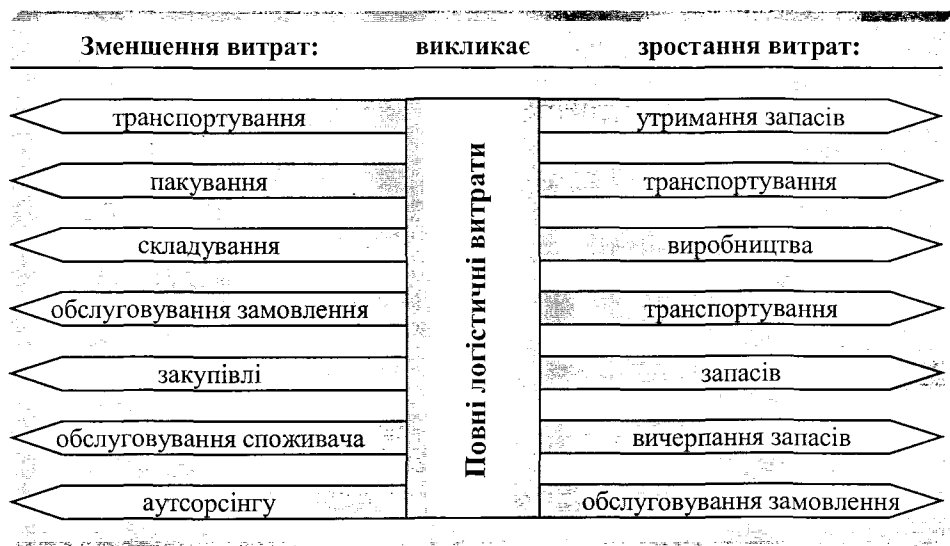 Зменшення витрат: викликає зростання витрат:
транспортування утримання запасів
пакування транспортування
складування виробництва
обслуговування замовлення транспортування
закупівлі запасів
обслуговування споживача вичерпання запасів
аутсорсінгу обслуговування замовлення
Повні логістичні витрати